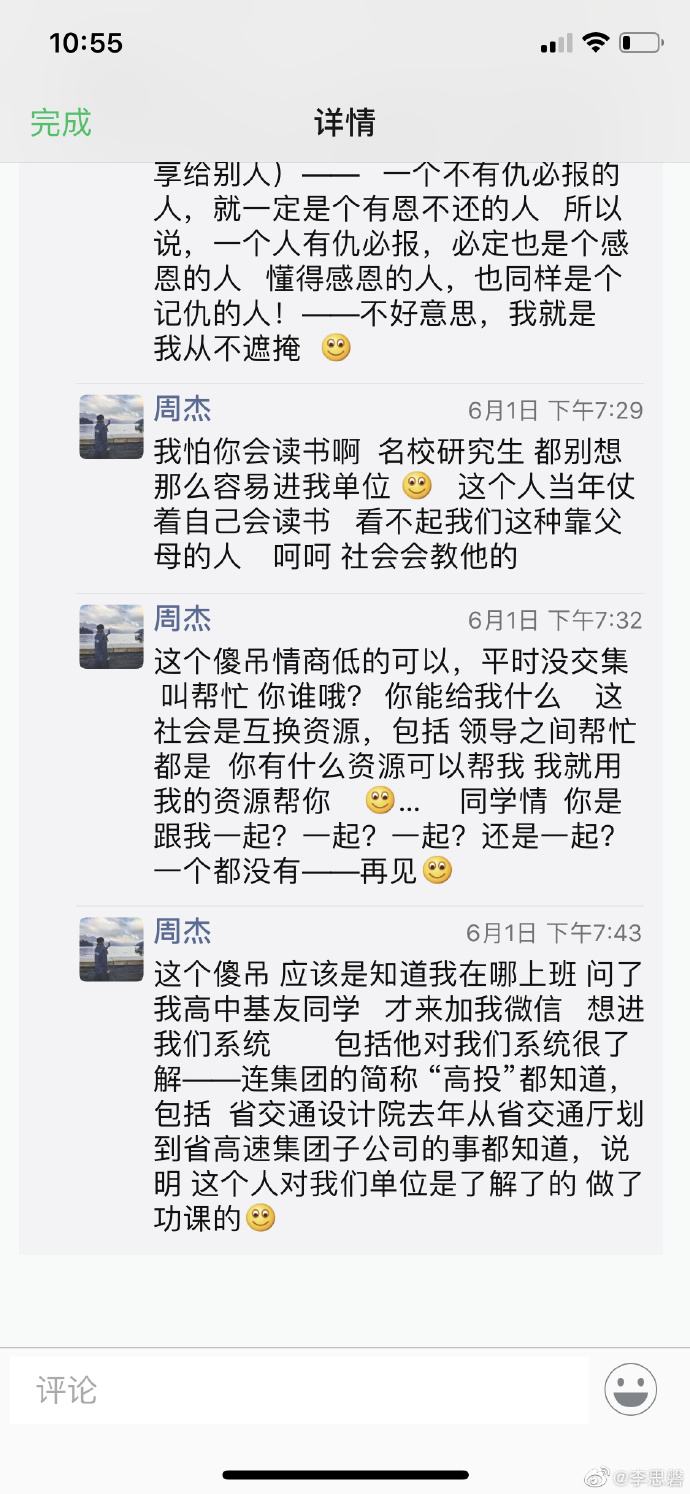 10:55
完成
详情
享给别人）—— 一个不有仇必报的
人，就一定是个有恩不还的人 所以
说，一个人有仇必报，必定也是个感
恩的人 懂得感恩的人，也同样是个
记仇的人！——不好意思，我就是
我从不遮掩
周杰
6月1日 下午7:29
我怕你会读书啊 名校研究生 都别想
那么容易进我单位 这个人当年仗
着自己会读书 看不起我们这种靠父
母的人 呵呵 社会会教他的
周杰
6月1日 下午7:32
这个傻吊情商低的可以，平时没交集
叫帮忙 你谁哦？ 你能给我什么 这
社会是互换资源，包括 领导之间帮忙
都是 你有什么资源可以帮我 我就用
我的资源帮你 ... 同学情 你是
跟我一起？一起？一起？还是一起？
一个都没有——再见
周杰
6月1日 下午7:43
这个傻吊 应该是知道我在哪上班 问了
我高中基友同学 才来加我微信 想进
我们系统 包括他对我们系统很了
解——连集团的简称 “高投”都知道，
包括 省交通设计院去年从省交通厅划
到省高速集团子公司的事都知道，说
明 这个人对我们单位是了解了的 做了
功课的
评论
@李思磐